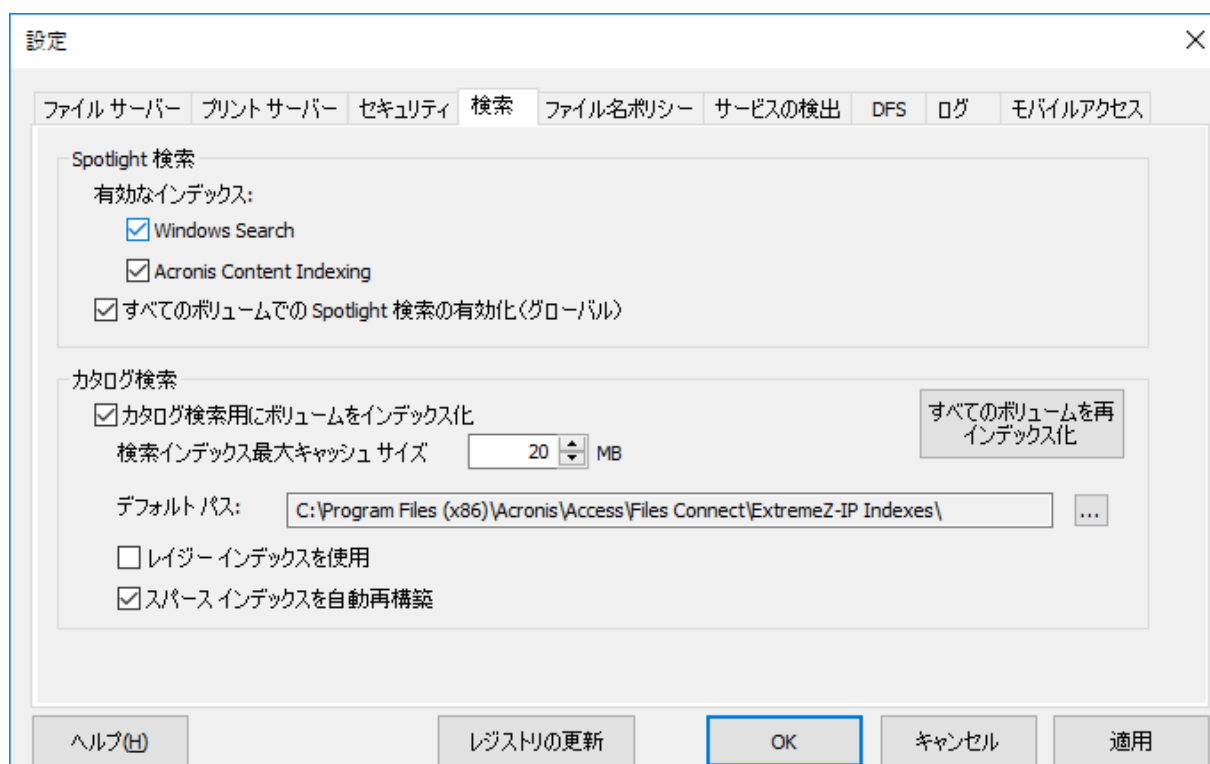 設定
ファイル サーバー プリント サーバー セキュリティ 検索 ファイル名ポリシー サービスの検出 DFS ログ モバイルアクセス
Spotlight 検索
有効なインデックス:
Windows Search
Acronis Content Indexing
すべてのボリュームでの Spotlight 検索の有効化(グローバル)
カタログ検索
カタログ検索用にボリュームをインデックス化
すべてのボリュームを再
インデックス化
検索インデックス最大キャッシュ サイズ 20 MB
デフォルト パス: C:\Program Files (x86)\Acronis\Access\Files Connect\ExtremeZ-IP Indexes\ ...
レイジー インデックスを使用
スパース インデックスを自動再構築
ヘルプ(H) レジストリの更新 OK キャンセル 適用